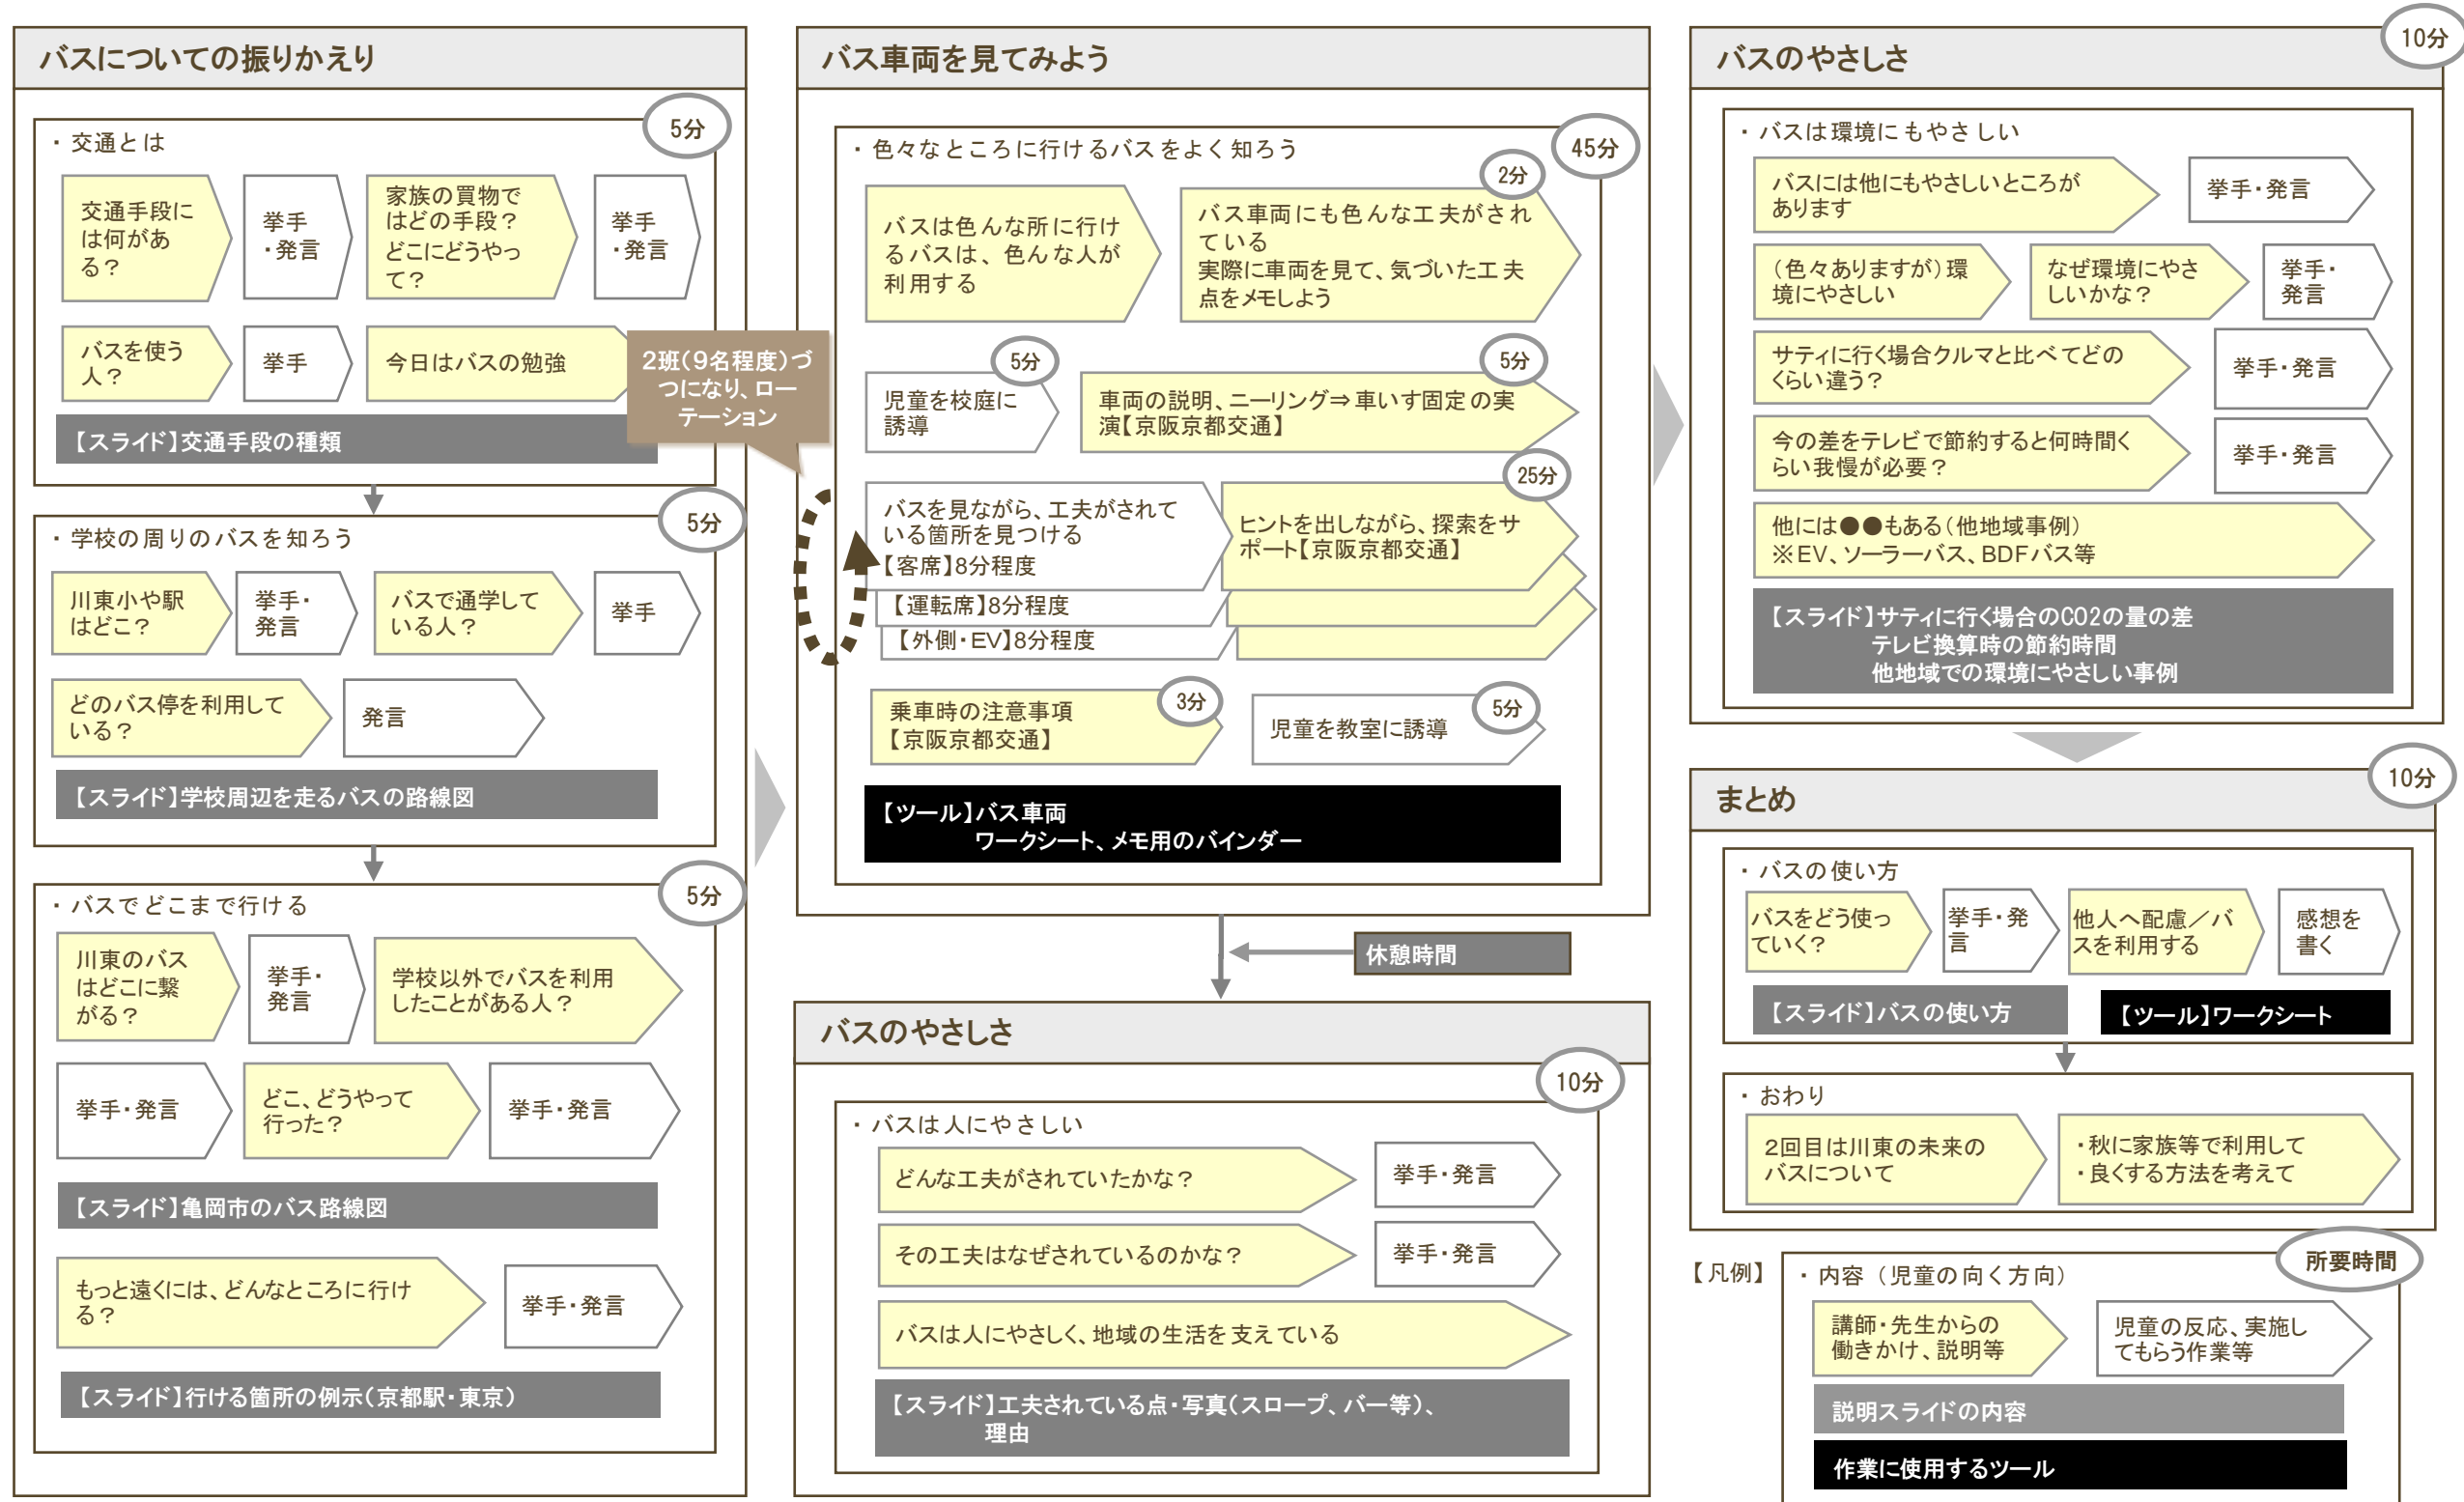 バスについての振りかえり
5分
・交通とは
交通手段に
は何があ
る？
挙手
・発言
家族の買物で
はどの手段？
どこにどうやっ
て？
挙手
・発言
バスを使う
人？
挙手
今日はバスの勉強
【スライド】交通手段の種類
5分
・学校の周りのバスを知ろう
川東小や駅
はどこ？
挙手・
発言
バスで通学して
いる人？
挙手
どのバス停を利用して
いる？
発言
【スライド】学校周辺を走るバスの路線図
5分
・バスでどこまで行ける
川東のバス
はどこに繋
がる？
挙手・
発言
学校以外でバスを利用
したことがある人？
挙手・発言
どこ、どうやって
行った？
挙手・発言
【スライド】亀岡市のバス路線図
もっと遠くには、どんなところに行け
る？
挙手・発言
【スライド】行ける箇所の例示（京都駅・東京）
バス車両を見てみよう
45分
・色々なところに行けるバスをよく知ろう
バスは色んな所に行け
るバスは、色んな人が
利用する
2分
バス車両にも色んな工夫がされ
ている
実際に車両を見て、気づいた工夫
点をメモしよう
2班（9名程度）づ
つになり、ロー
テーション
5分
児童を校庭に
誘導
5分
車両の説明、ニーリング⇒車いす固定の実
演【京阪京都交通】
25分
バスを見ながら、工夫がされて
いる箇所を見つける
【客席】8分程度
ヒントを出しながら、探索をサ
ポート【京阪京都交通】
【運転席】8分程度
【外側・EV】8分程度
3分
乗車時の注意事項
【京阪京都交通】
5分
児童を教室に誘導
【ツール】バス車両
ワークシート、メモ用のバインダー
休憩時間
バスのやさしさ
10分
・バスは人にやさしい
どんな工夫がされていたかな？
挙手・発言
その工夫はなぜされているのかな？
挙手・発言
バスは人にやさしく、地域の生活を支えている
【スライド】工夫されている点・写真（スロープ、バー等）、
理由
バスのやさしさ
10分
・バスは環境にもやさしい
バスには他にもやさしいところが
あります
挙手・発言
（色々ありますが）環
境にやさしい
なぜ環境にやさ
しいかな？
挙手・
発言
サティに行く場合クルマと比べてどの
くらい違う？
挙手・発言
今の差をテレビで節約すると何時間く
らい我慢が必要？
挙手・発言
他には●●もある（他地域事例）
※EV、ソーラーバス、BDFバス等
【スライド】サティに行く場合のCO2の量の差
テレビ換算時の節約時間
他地域での環境にやさしい事例
まとめ
10分
・バスの使い方
バスをどう使っ
ていく？
挙手・発
言
他人へ配慮／バ
スを利用する
感想を
書く
【スライド】バスの使い方
【ツール】ワークシート
・おわり
2回目は川東の未来の
バスについて
・秋に家族等で利用して
・良くする方法を考えて
【凡例】
所要時間
・内容（児童の向く方向）
講師・先生からの
働きかけ、説明等
児童の反応、実施し
てもらう作業等
説明スライドの内容
作業に使用するツール